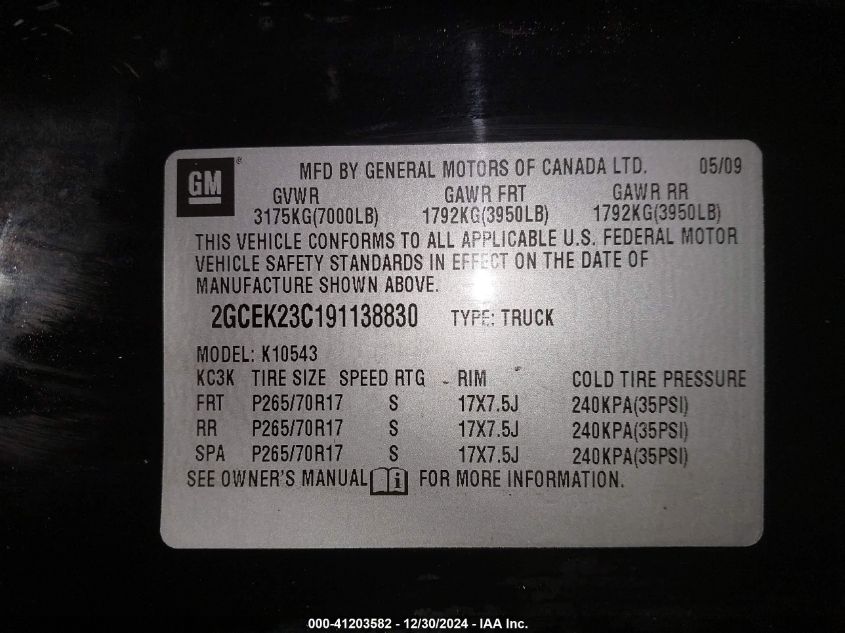 GM® MFD BY GENERAL MOTORS OF CANADA LTD. 05/09
GVWR GAWR FRT GAWR RR
3175KG(7000LB) 1792KG(3950LB) 1792KG(3950LB)
THIS VEHICLE CONFORMS TO ALL APPLICABLE U.S. FEDERAL MOTOR
VEHICLE SAFETY STANDARDS IN EFFECT ON THE DATE OF
MANUFACTURE SHOWN ABOVE.
2GCEK23C191138830 TYPE: TRUCK
MODEL: K10543
KC3K TIRE SIZE SPEED RTG RIM COLD TIRE PRESSURE
FRT P265/70R17 S 17X7.5J 240KPA(35PSI)
RR P265/70R17 S 17X7.5J 240KPA(35PSI)
SPA P265/70R17 S 17X7.5J 240KPA(35PSI)
SEE OWNER'S MANUAL i FOR MORE INFORMATION.
000-41203582 - 12/30/2024 - IAA Inc.